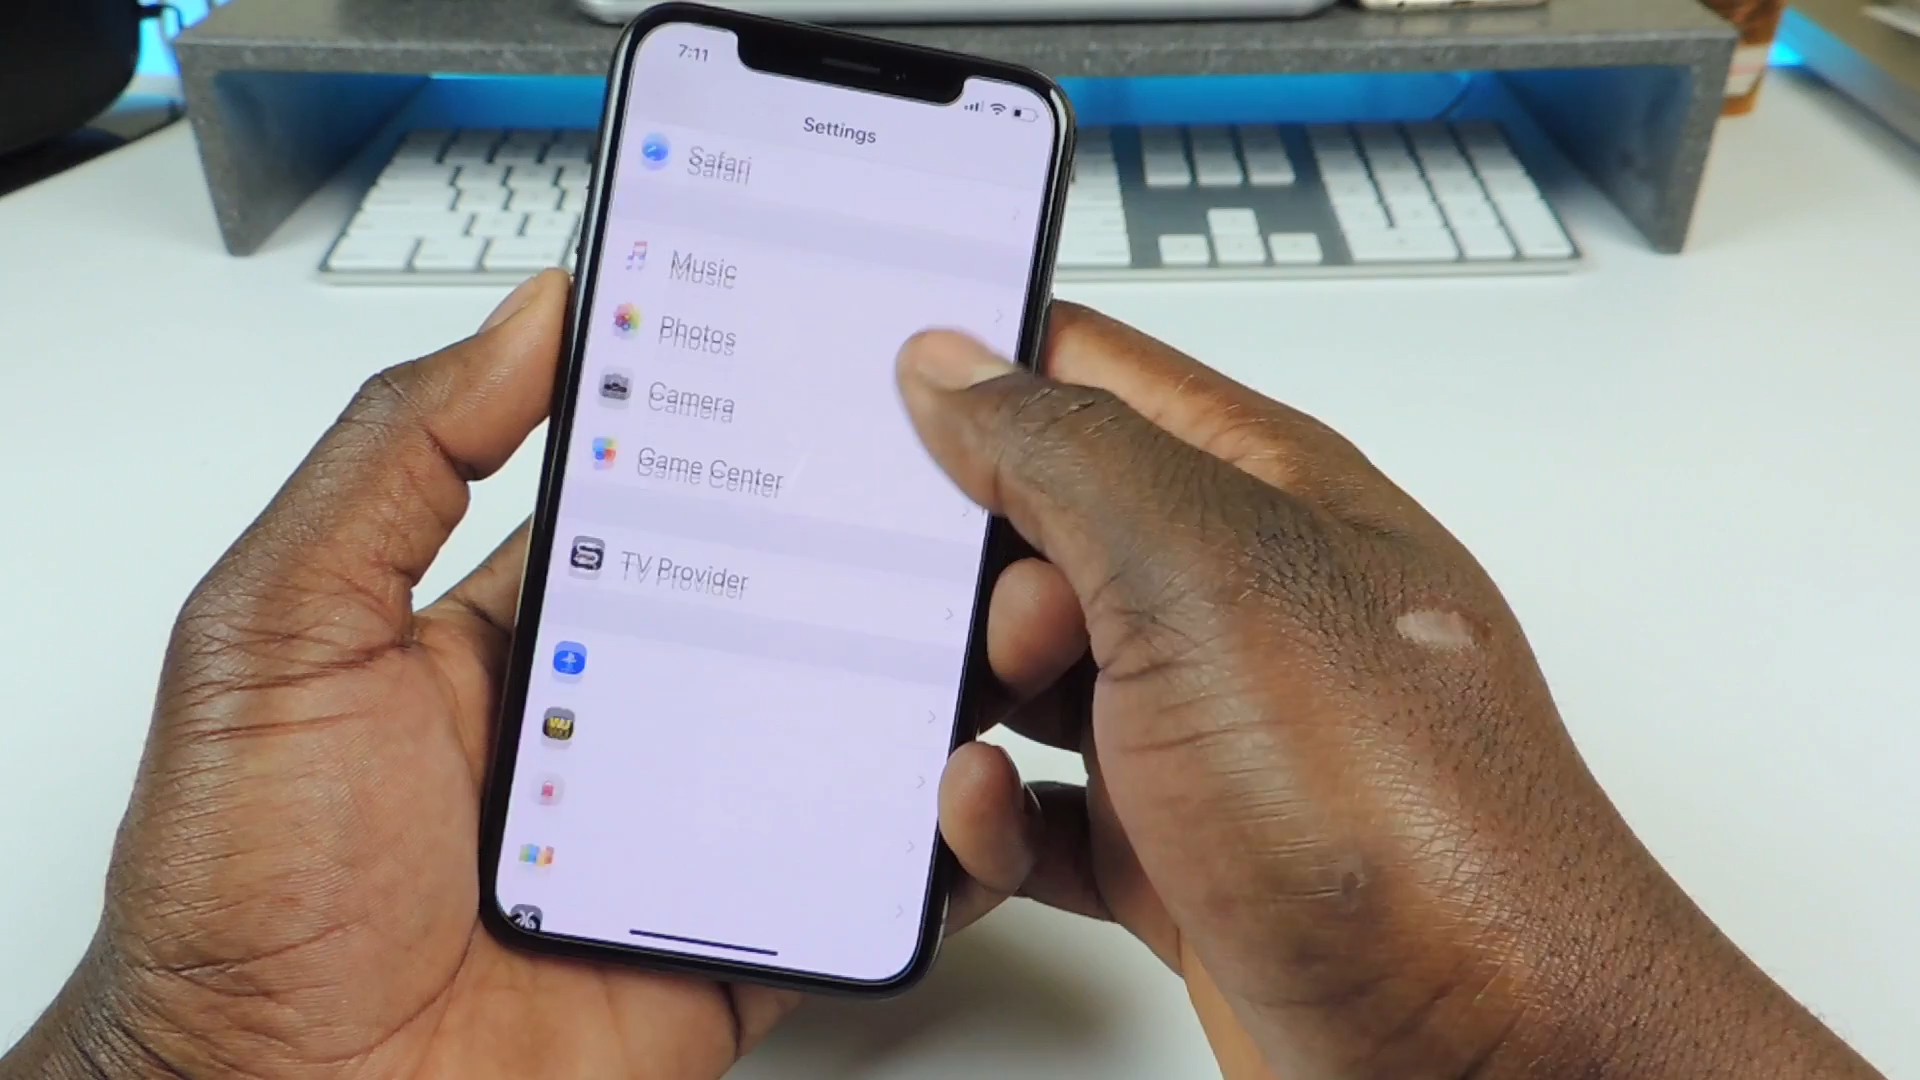 7:11
Settings
Safari
Music
Photos
Camera
Game Center
TV Provider